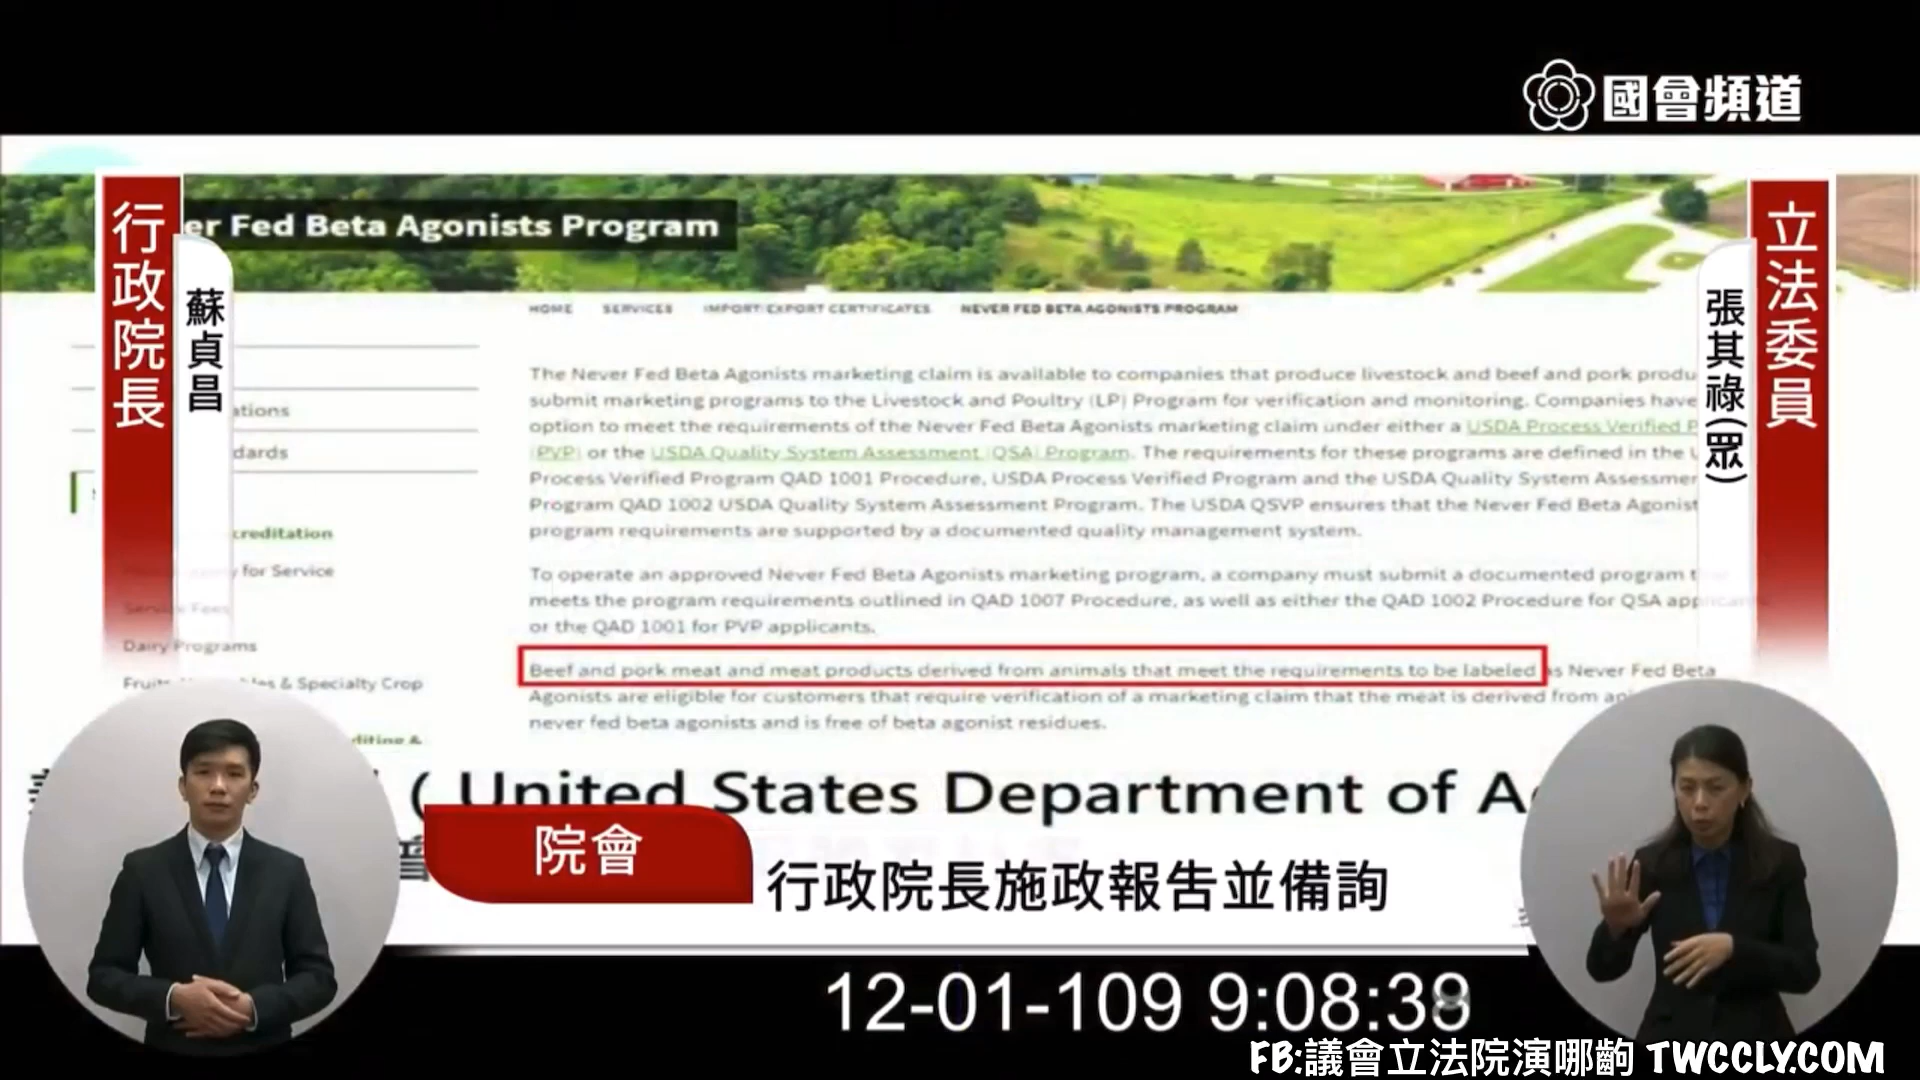 國會頻道
er Fed Beta Agonists Program
行政院長
蘇貞昌
立法委員
張其祿(眾)
HOME SERVICES IMPORT/EXPORT CERTIFICATES NEVER FED BETA AGONISTS PROGRAM
ations
dards
creditation
for Service
Service Fees
Dairy Programs
& Specialty Crop
diting &
The Never Fed Beta Agonists marketing claim is available to companies that produce livestock and beef and pork produ
submit marketing programs to the Livestock and Poultry (LP) Program for verification and monitoring. Companies have
option to meet the requirements of the Never Fed Beta Agonists marketing claim under either a USDA Process Verified P
(PVP) or the USDA Quality System Assessment (QSA) Program. The requirements for these programs are defined in the U
Process Verified Program QAD 1001 Procedure, USDA Process Verified Program and the USDA Quality System Assessmen
Program QAD 1002 USDA Quality System Assessment Program. The USDA QSVP ensures that the Never Fed Beta Agonist
program requirements are supported by a documented quality management system.
To operate an approved Never Fed Beta Agonists marketing program, a company must submit a documented program t
meets the program requirements outlined in QAD 1007 Procedure, as well as either the QAD 1002 Procedure for QSA applicants
or the QAD 1001 for PVP applicants.
Beef and pork meat and meat products derived from animals that meet the requirements to be labeled as Never Fed Beta
Agonists are eligible for customers that require verification of a marketing claim that the meat is derived from an
never fed beta agonists and is free of beta agonist residues.
( United States Department of A
院會
行政院長施政報告並備詢
12-01-109 9:08:38
FB:議會立法院演哪齣 TWCCLY.COM